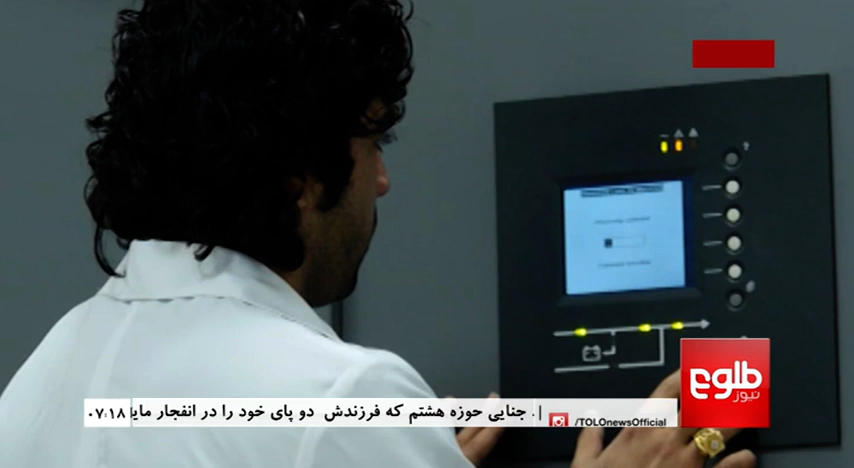 طلوع
نیوز
۰۷:۱۸
جنایی حوزه هشتم که فرزندش دو پای خود را در انفجار ماین
/TOLOnewsOfficial